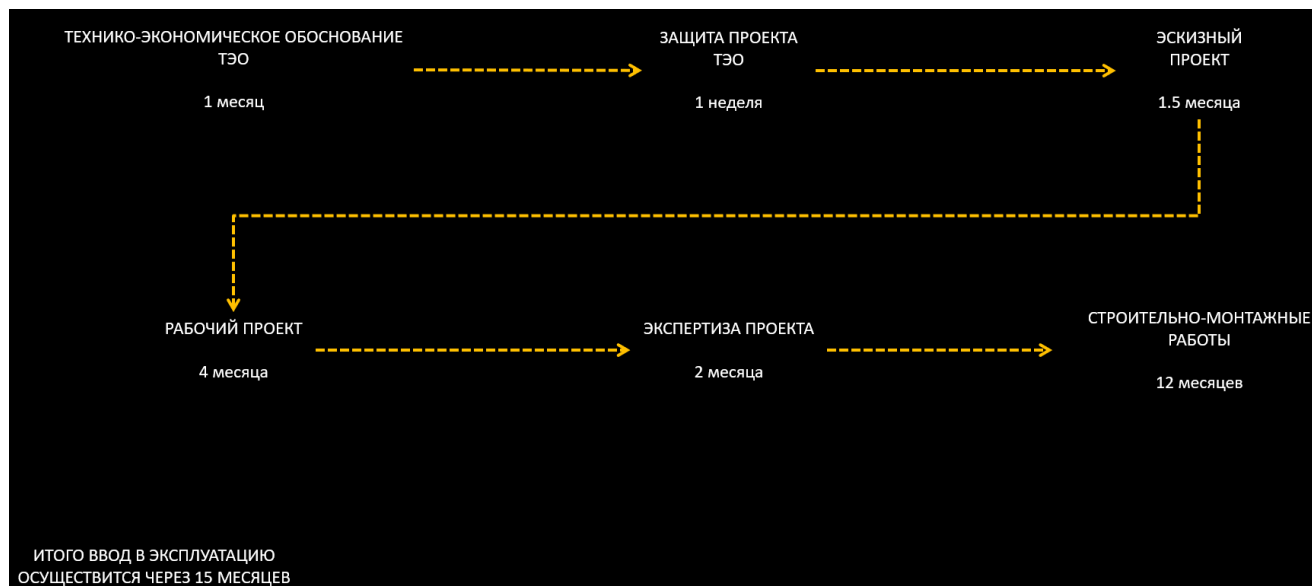 ТЕХНИКО-ЭКОНОМИЧЕСКОЕ ОБОСНОВАНИЕ
ТЭО
1 месяц
ЗАЩИТА ПРОЕКТА
ТЭО
1 неделя
ЭСКИЗНЫЙ
ПРОЕКТ
1.5 месяца
РАБОЧИЙ ПРОЕКТ
4 месяца
ЭКСПЕРТИЗА ПРОЕКТА
2 месяца
СТРОИТЕЛЬНО-МОНТАЖНЫЕ
РАБОТЫ
12 месяцев
ИТОГО ВВОД В ЭКСПЛУАТАЦИЮ
ОСУЩЕСТВИТСЯ ЧЕРЕЗ 15 МЕСЯЦЕВ